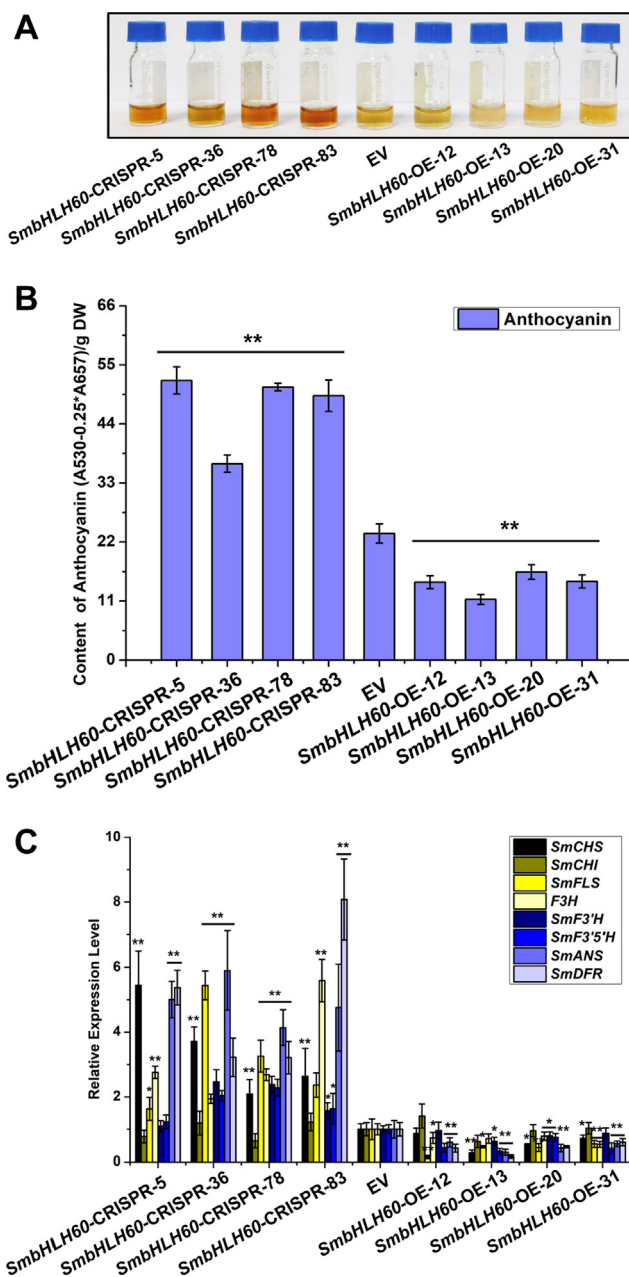 A
SmbHLH60-CRISPR-5
SmbHLH60-CRISPR-36
SmbHLH60-CRISPR-78
SmbHLH60-CRISPR-83
EV
SmbHLH60-OE-12
SmbHLH60-OE-13
SmbHLH60-OE-20
SmbHLH60-OE-31
B
Content of Anthocyanin (A530-0.25*A657)/g DW
66
55
44
33
22
11
0
Anthocyanin
**
**
SmbHLH60-CRISPR-5
SmbHLH60-CRISPR-36
SmbHLH60-CRISPR-78
SmbHLH60-CRISPR-83
EV
SmbHLH60-OE-12
SmbHLH60-OE-13
SmbHLH60-OE-20
SmbHLH60-OE-31
C
Relative Expression Level
10
8
6
4
2
0
SmCHS
SmCHI
SmFLS
F3H
SmF3'H
SmF3'5'H
SmANS
SmDFR
SmbHLH60-CRISPR-5
SmbHLH60-CRISPR-36
SmbHLH60-CRISPR-78
SmbHLH60-CRISPR-83
EV
SmbHLH60-OE-12
SmbHLH60-OE-13
SmbHLH60-OE-20
SmbHLH60-OE-31